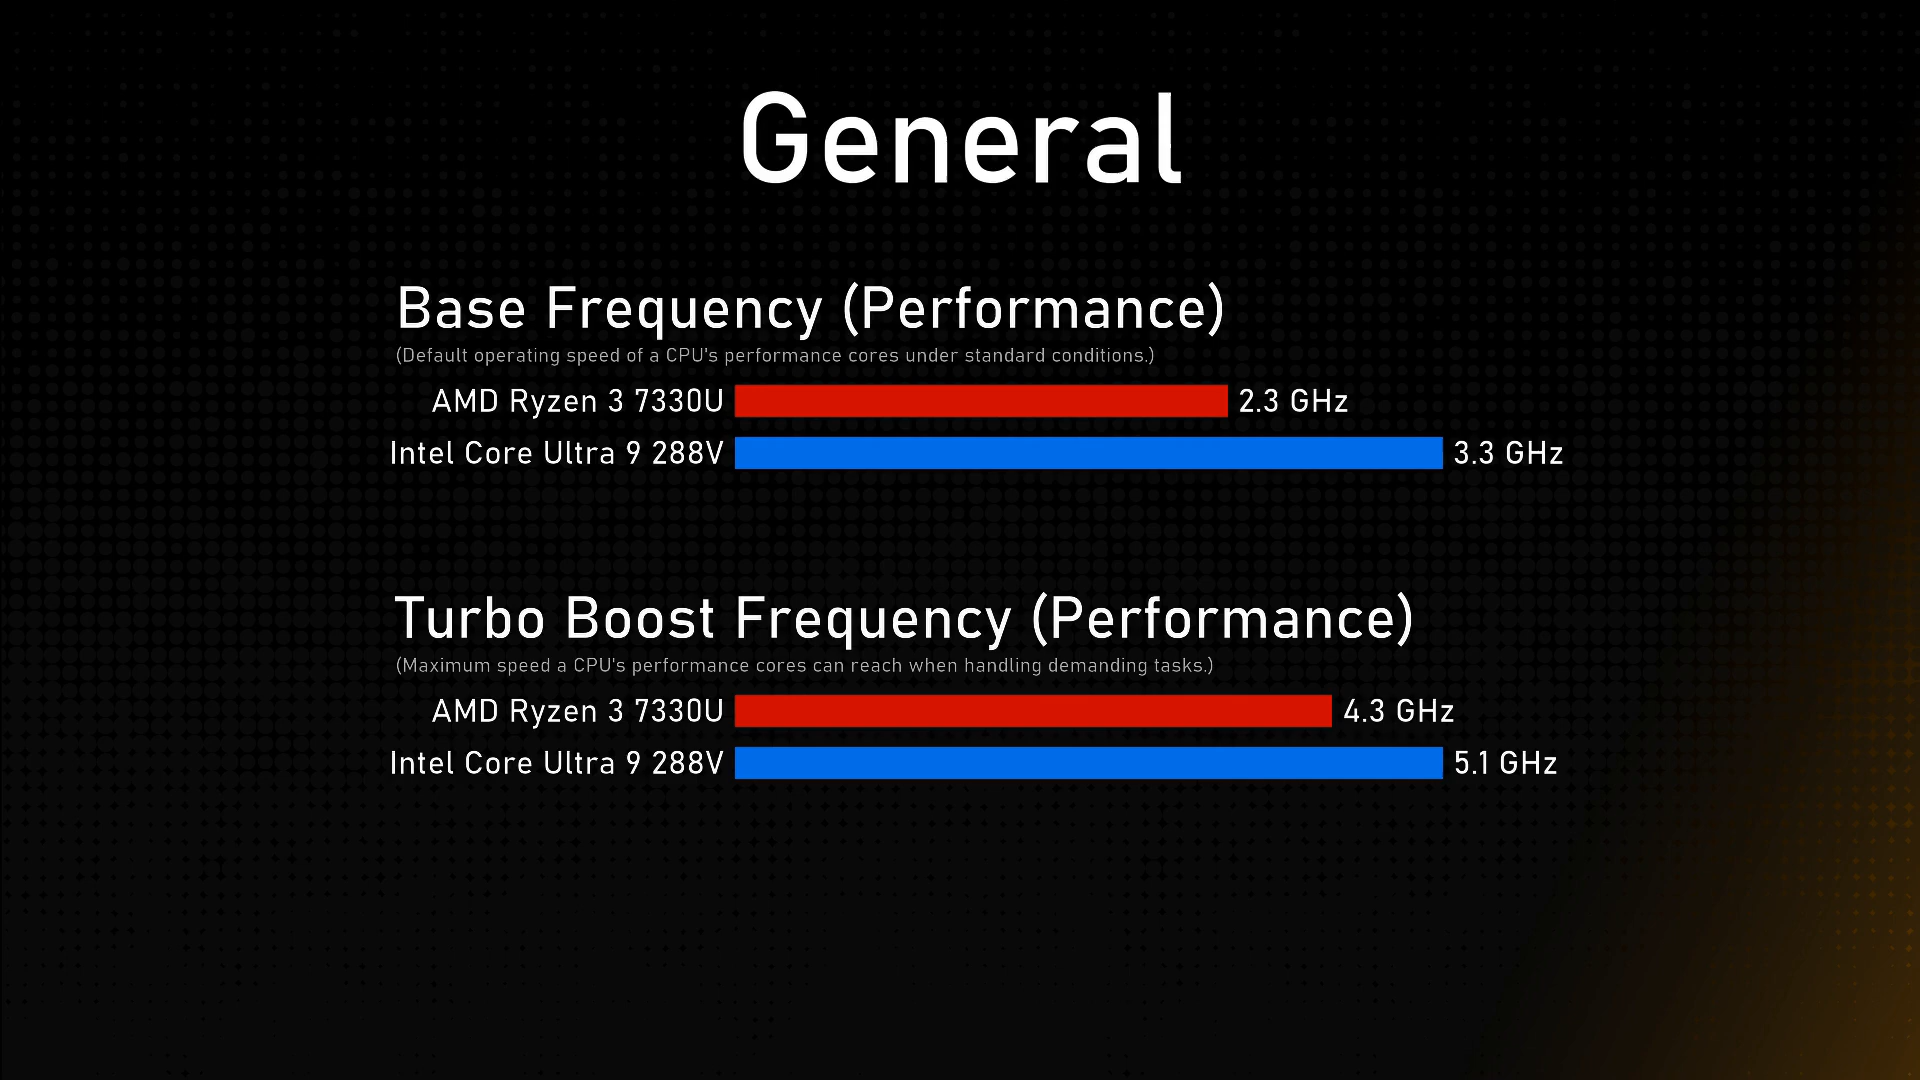 General
Base Frequency (Performance)
(Default operating speed of a CPU's performance cores under standard conditions.)
AMD Ryzen 3 7330U 2.3 GHz
Intel Core Ultra 9 288V 3.3 GHz
Turbo Boost Frequency (Performance)
(Maximum speed a CPU's performance cores can reach when handling demanding tasks.)
AMD Ryzen 3 7330U 4.3 GHz
Intel Core Ultra 9 288V 5.1 GHz